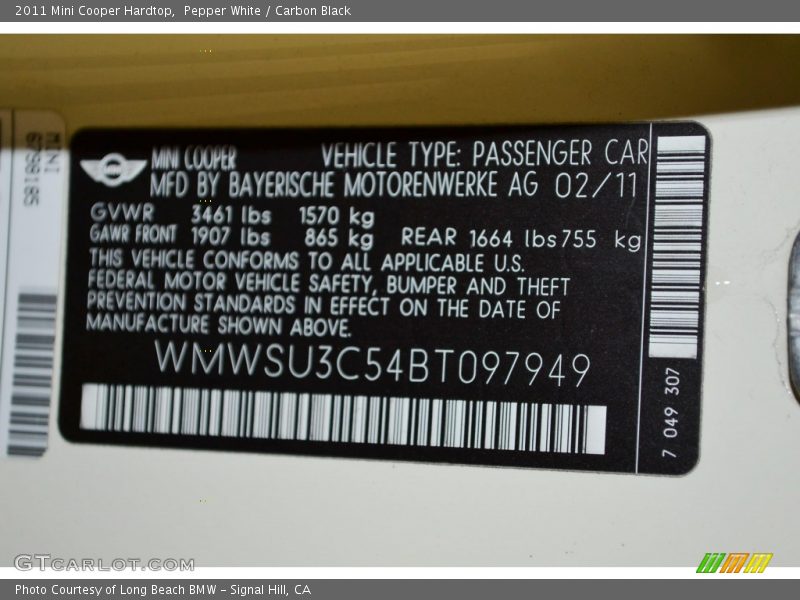 2011 Mini Cooper Hardtop, Pepper White / Carbon Black
MINI
6798185
MINI COOPER VEHICLE TYPE: PASSENGER CAR
MFD BY BAYERISCHE MOTORENWERKE AG 02/11
GVWR 3461 lbs 1570 kg
GAWR FRONT 1907 lbs 865 kg REAR 1664 lbs 755 kg
THIS VEHICLE CONFORMS TO ALL APPLICABLE U.S.
FEDERAL MOTOR VEHICLE SAFETY, BUMPER AND THEFT
PREVENTION STANDARDS IN EFFECT ON THE DATE OF
MANUFACTURE SHOWN ABOVE.
WMWSU3C54BT097949
7 049 307
GTCARLOT.COM
Photo Courtesy of Long Beach BMW - Signal Hill, CA